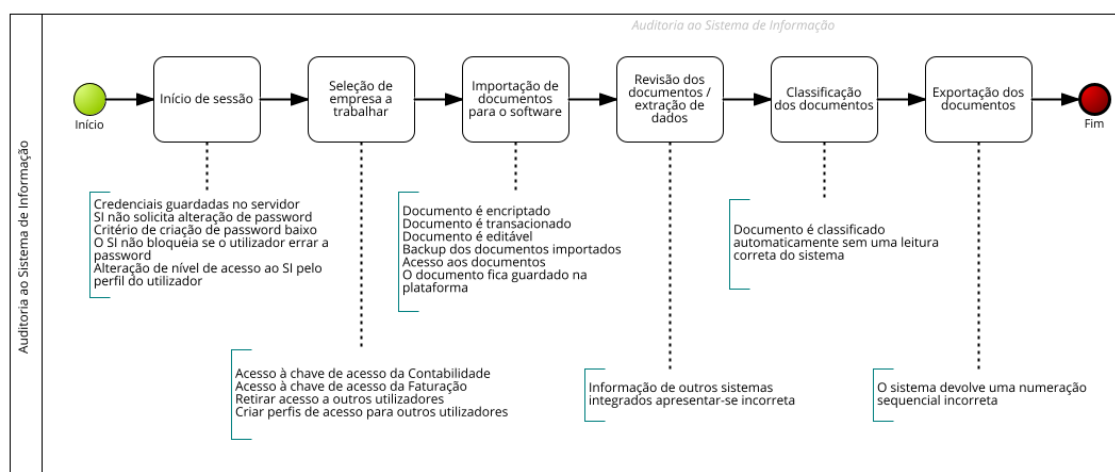 Auditoria ao Sistema de Informação
Auditoria ao Sistema de Informação
Início
Início de sessão
Seleção de
empresa a
trabalhar
Importação de
documentos
para o software
Revisão dos
documentos /
extração de
dados
Classificação
dos documentos
Exportação dos
documentos
Fim
Credenciais guardadas no servidor
SI não solicita alteração de password
Critério de criação de password baixo
O SI não bloqueia se o utilizador errar a
password
Alteração de nível de acesso ao SI pelo
perfil do utilizador
Documento é encriptado
Documento é transacionado
Documento é editável
Backup dos documentos importados
Acesso aos documentos
O documento fica guardado na
plataforma
Documento é classificado
automaticamente sem uma leitura
correta do sistema
Acesso à chave de acesso da Contabilidade
Acesso à chave de acesso da Faturação
Retirar acesso a outros utilizadores
Criar perfis de acesso para outros utilizadores
Informação de outros sistemas
integrados apresentar-se incorreta
O sistema devolve uma numeração
sequencial incorreta